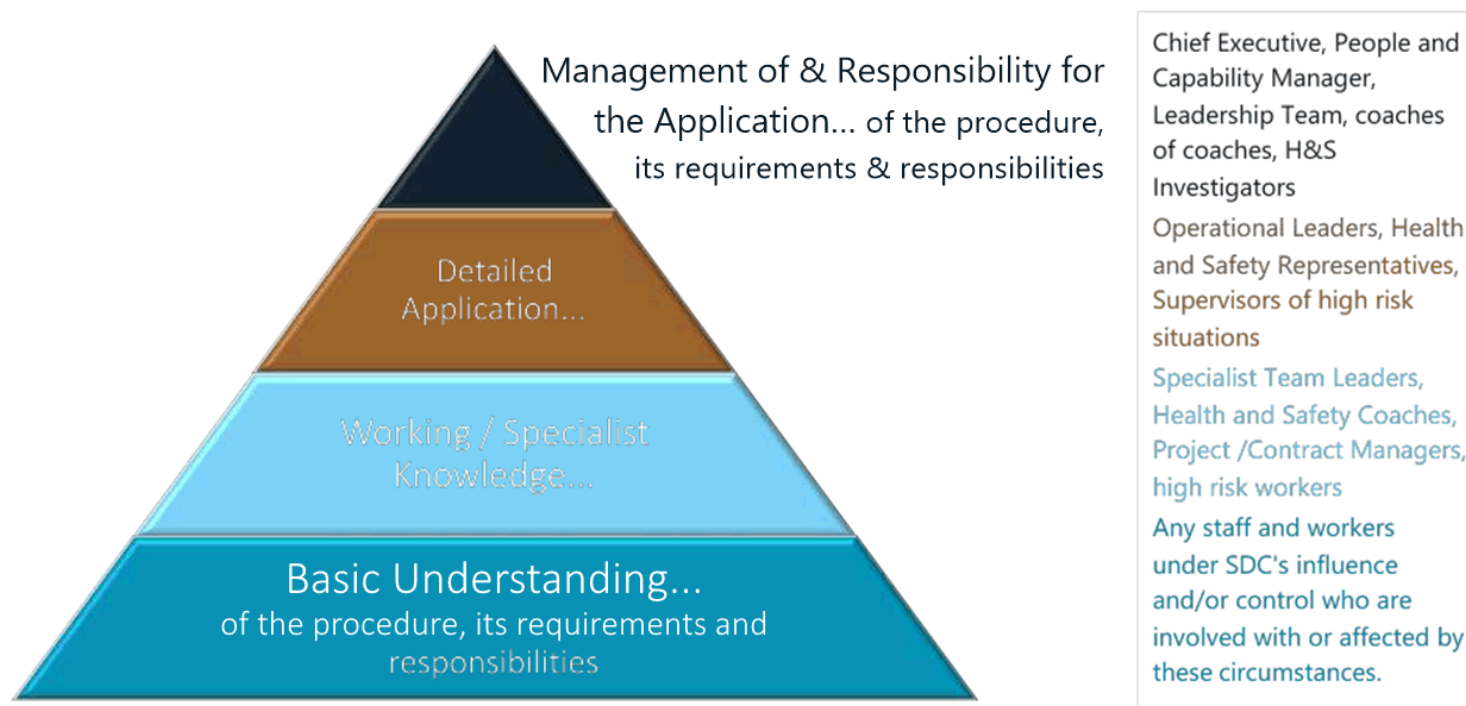 Management of & Responsibility for
the Application... of the procedure,
its requirements & responsibilities
Detailed
Application...
Working / Specialist
Knowledge...
Basic Understanding...
of the procedure, its requirements and
responsibilities
Chief Executive, People and
Capability Manager,
Leadership Team, coaches
of coaches, H&S
Investigators
Operational Leaders, Health
and Safety Representatives,
Supervisors of high risk
situations
Specialist Team Leaders,
Health and Safety Coaches,
Project /Contract Managers,
high risk workers
Any staff and workers
under SDC's influence
and/or control who are
involved with or affected by
these circumstances.